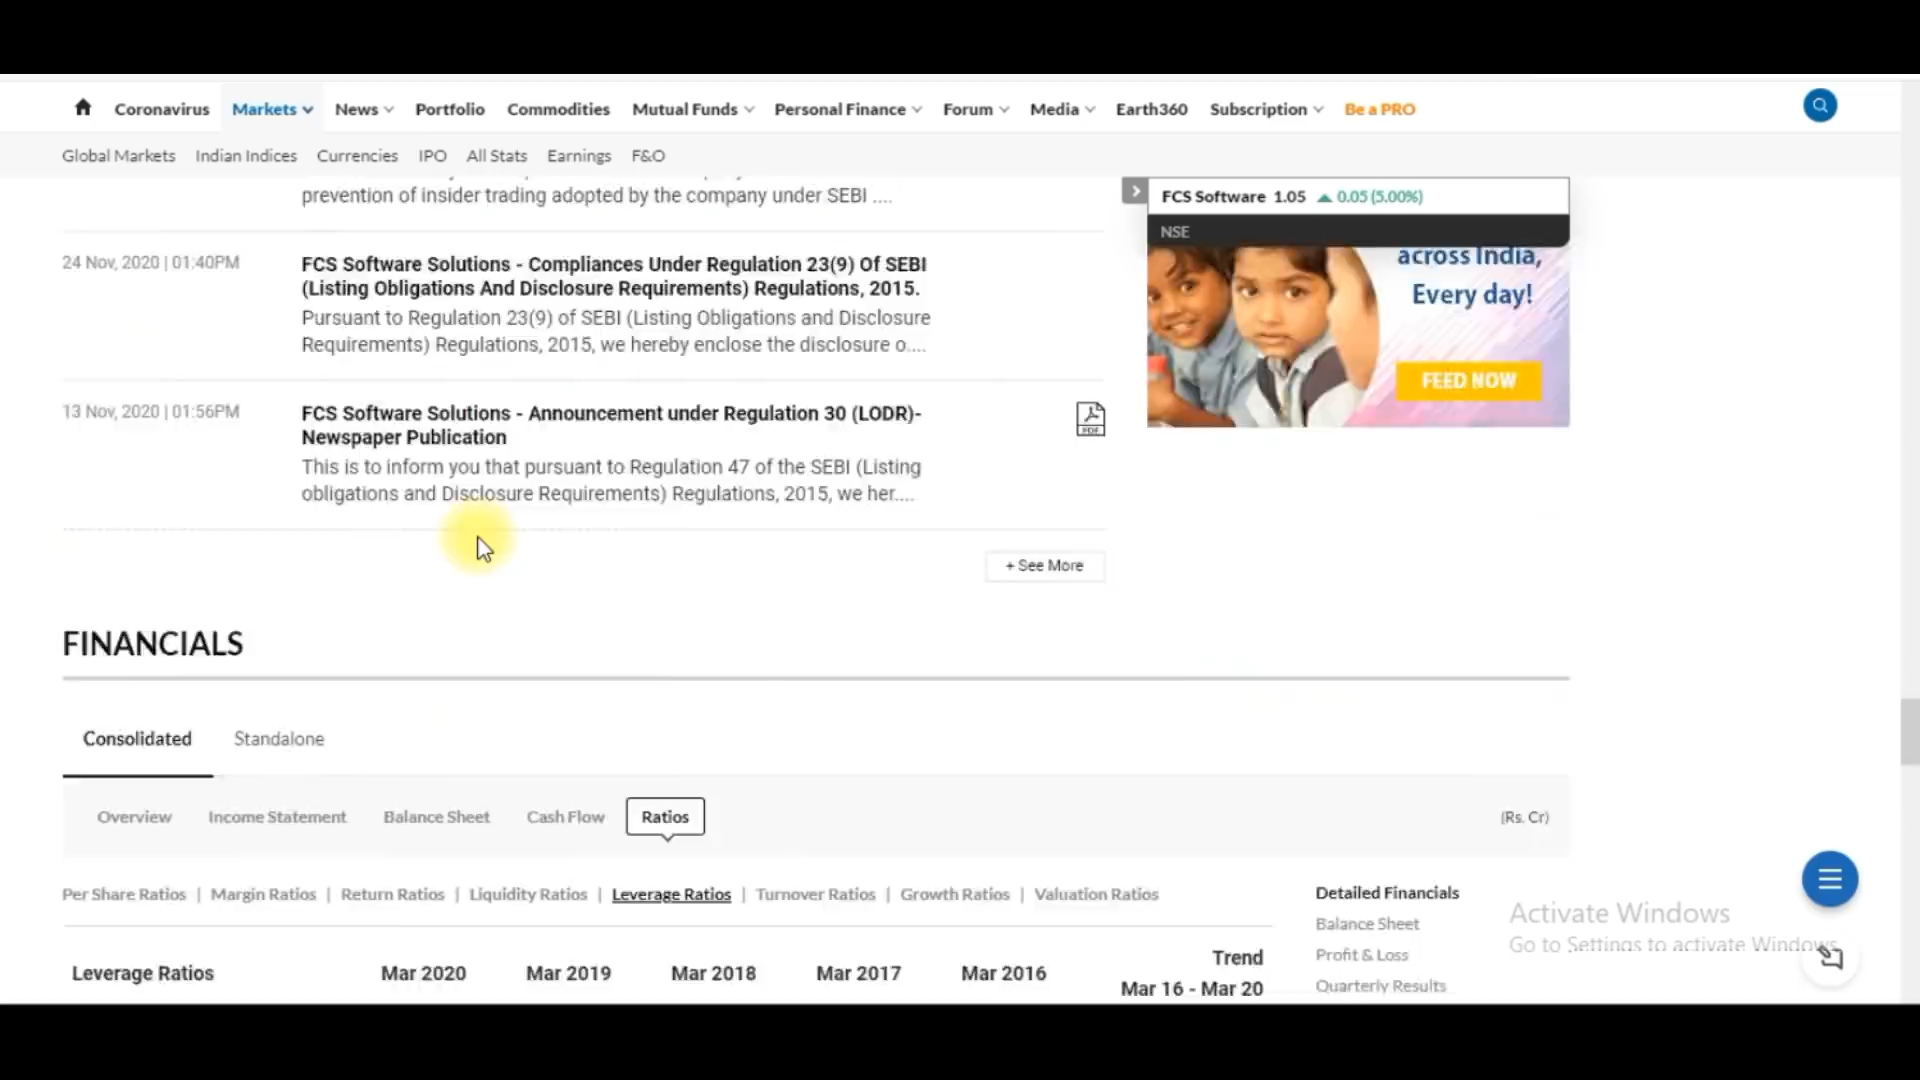 Coronavirus Markets News Portfolio Commodities Mutual Funds Personal Finance Forum Media Earth360 Subscription Be a PRO
Global Markets Indian Indices Currencies IPO All Stats Earnings F&O
prevention of insider trading adopted by the company under SEBI ....
FCS Software 1.05 0.05 (5.00%)
NSE
across India,
Every day!
FEED NOW
24 Nov, 2020 | 01:40PM
FCS Software Solutions - Compliances Under Regulation 23(9) Of SEBI
(Listing Obligations And Disclosure Requirements) Regulations, 2015.
Pursuant to Regulation 23(9) of SEBI (Listing Obligations and Disclosure
Requirements) Regulations, 2015, we hereby enclose the disclosure o....
13 Nov, 2020 | 01:56PM
FCS Software Solutions - Announcement under Regulation 30 (LODR)-
Newspaper Publication
PDF
This is to inform you that pursuant to Regulation 47 of the SEBI (Listing
obligations and Disclosure Requirements) Regulations, 2015, we her....
+ See More
FINANCIALS
Consolidated Standalone
Overview Income Statement Balance Sheet Cash Flow Ratios (Rs. Cr)
Per Share Ratios | Margin Ratios | Return Ratios | Liquidity Ratios | Leverage Ratios | Turnover Ratios | Growth Ratios | Valuation Ratios
Leverage Ratios Mar 2020 Mar 2019 Mar 2018 Mar 2017 Mar 2016 Trend
Mar 16 - Mar 20
Detailed Financials
Balance Sheet
Profit & Loss
Quarterly Results
Activate Windows
Go to Settings to activate Windows.